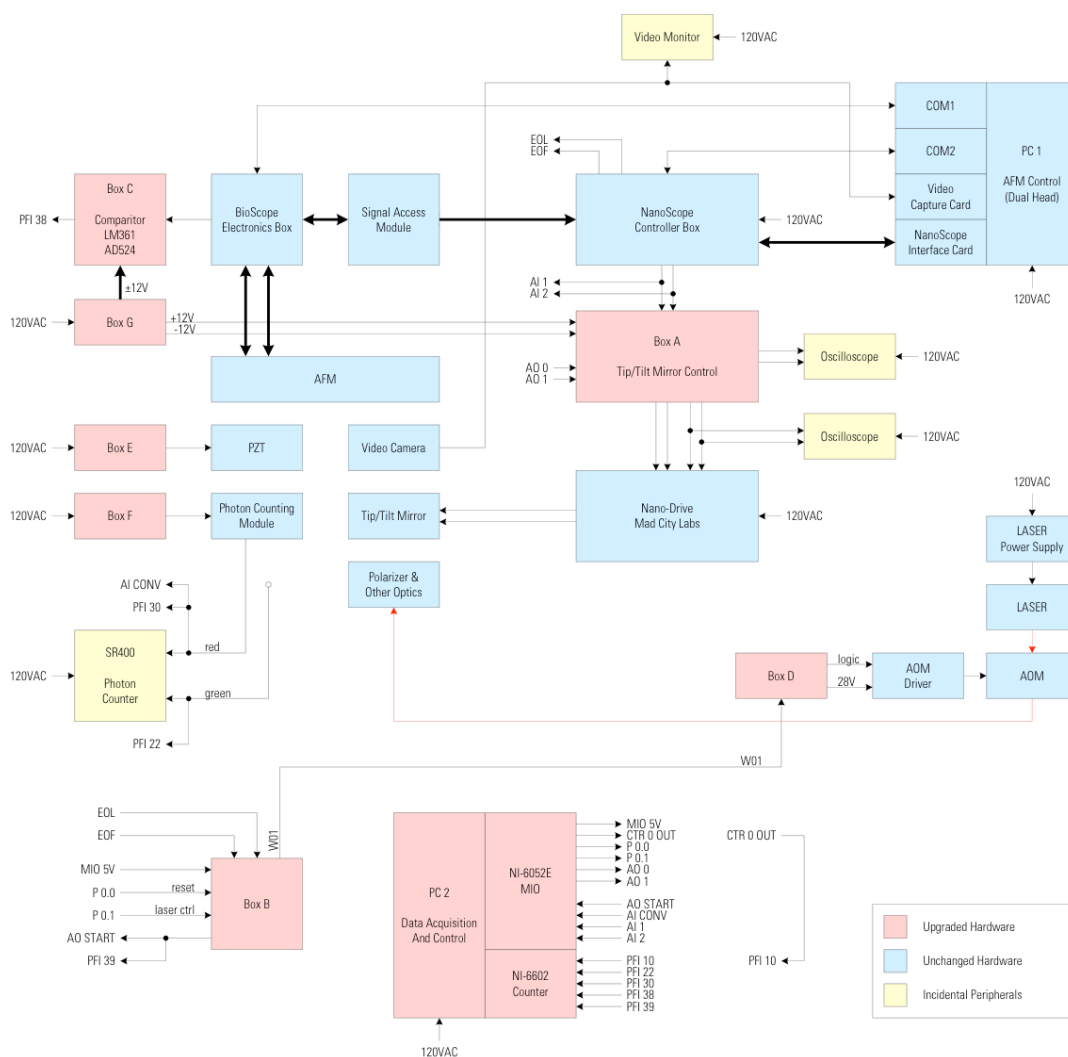 Video Monitor
120VAC
COM1
COM2
PC 1
AFM Control
(Dual Head)
Video
Capture Card
NanoScope
Interface Card
120VAC
EOL
EOF
Box C
Comparitor
LM361
AD524
PFI 38
BioScope
Electronics Box
Signal Access
Module
NanoScope
Controller Box
120VAC
±12V
AI 1
AI 2
120VAC
Box G
+12V
-12V
Box A
Tip/Tilt Mirror Control
AO 0
AO 1
Oscilloscope
120VAC
AFM
120VAC
Box E
PZT
Video Camera
Oscilloscope
120VAC
120VAC
Box F
Photon Counting
Module
Tip/Tilt Mirror
Nano-Drive
Mad City Labs
120VAC
120VAC
LASER
Power Supply
AI CONV
PFI 30
Polarizer &
Other Optics
LASER
SR400
Photon
Counter
120VAC
red
green
PFI 22
Box D
logic
28V
AOM
Driver
AOM
W01
W01
EOL
EOF
MIO 5V
P 0.0
reset
P 0.1
laser ctrl
AO START
PFI 39
Box B
PC 2
Data Acquisition
And Control
NI-6052E
MIO
NI-6602
Counter
MIO 5V
CTR 0 OUT
P 0.0
P 0.1
AO 0
AO 1
AO START
AI CONV
AI 1
AI 2
PFI 10
PFI 22
PFI 30
PFI 38
PFI 39
120VAC
CTR 0 OUT
PFI 10
Upgraded Hardware
Unchanged Hardware
Incidental Peripherals